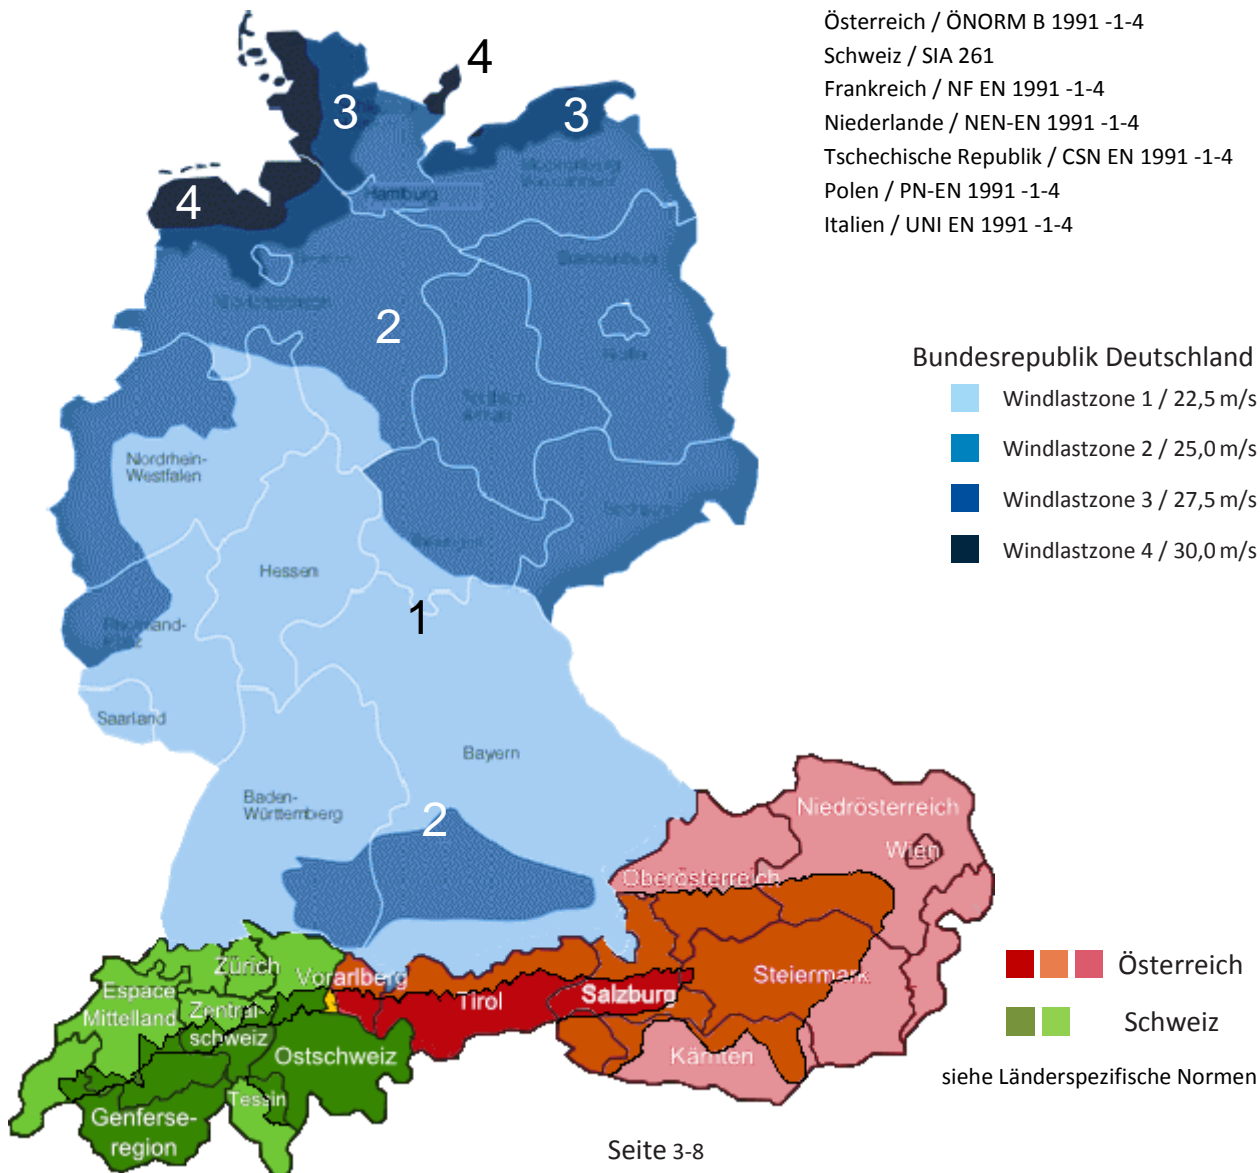 Österreich / ÖNORM B 1991 -1-4
Schweiz / SIA 261
Frankreich / NF EN 1991 -1-4
Niederlande / NEN-EN 1991 -1-4
Tschechische Republik / CSN EN 1991 -1-4
Polen / PN-EN 1991 -1-4
Italien / UNI EN 1991 -1-4
4
3
3
4
Hamburg
2
Bundesrepublik Deutschland
Windlastzone 1 / 22,5 m/s
Windlastzone 2 / 25,0 m/s
Windlastzone 3 / 27,5 m/s
Windlastzone 4 / 30,0 m/s
Nordrhein-
Westfalen
Hessen
1
Saarland
Bayern
Baden-
Württemberg
2
Niedrösterreich
Wien
Oberösterreich
Zürich
Vorarlberg
Espace
Mittelland
Zentral-
schweiz
Tirol
Salzburg
Steiermark
Ostschweiz
Kärnten
Tessin
Genferse-
region
Österreich
Schweiz
siehe Länderspezifische Normen
Seite 3-8